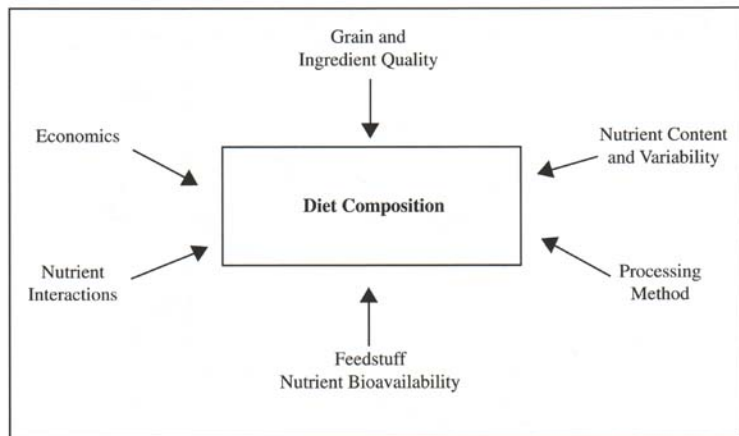 Grain and
Ingredient Quality
Economics
Nutrient Content
and Variability
Diet Composition
Nutrient
Interactions
Processing
Method
Feedstuff
Nutrient Bioavailability